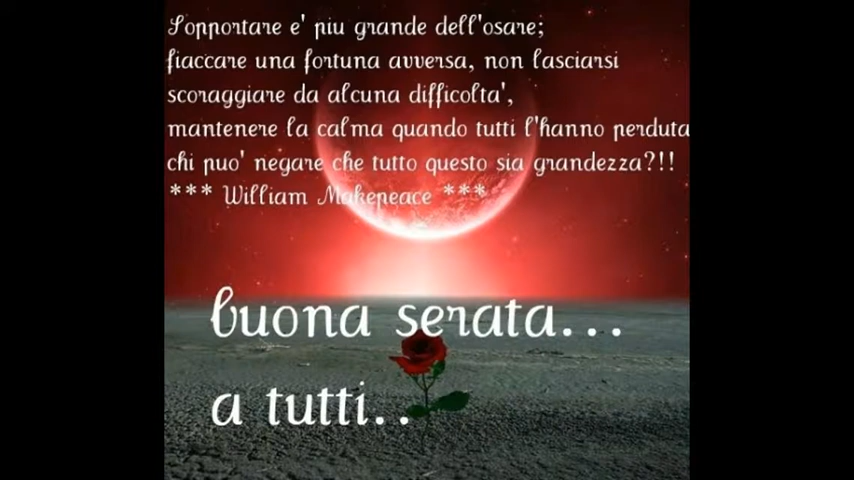 Sopportare e' piu grande dell'osare;
fiaccare una fortuna avversa, non lasciarsi
scoraggiare da alcuna difficolta',
mantenere la calma quando tutti l'hanno perduta
chi puo' negare che tutto questo sia grandezza?!!
*** William Makepeace ***
buona serata...
a tutti..